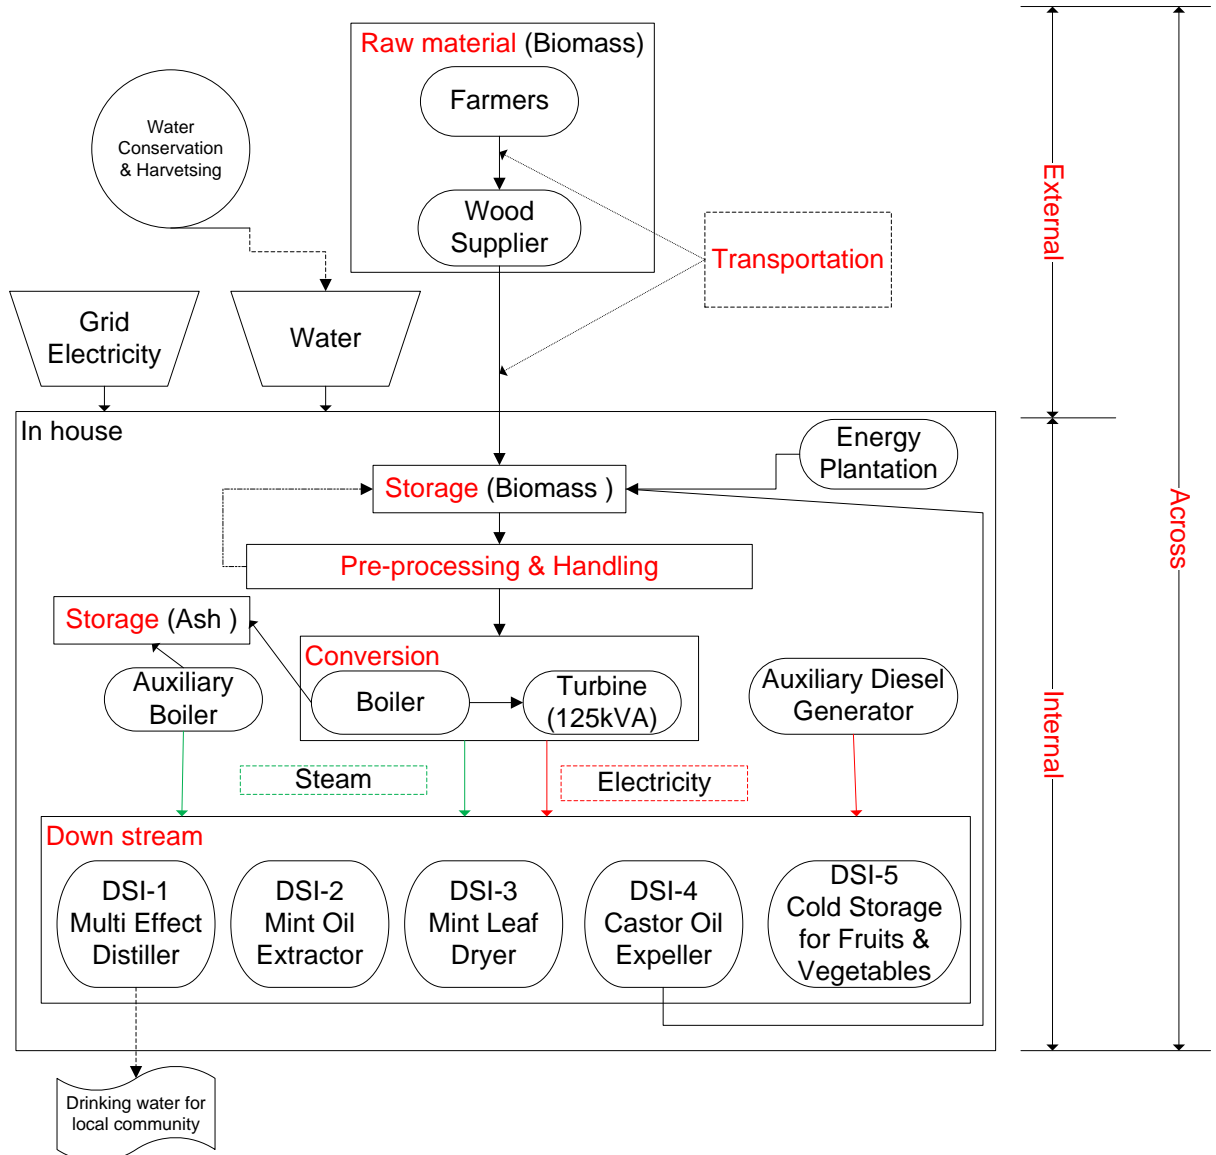 Raw material (Biomass)
Farmers
Wood
Supplier
Water
Conservation
& Harvetsing
Transportation
External
Grid
Electricity
Water
In house
Energy
Plantation
Storage (Biomass )
Across
Pre-processing & Handling
Storage (Ash )
Conversion
Auxiliary
Boiler
Boiler
Turbine
(125kVA)
Auxiliary Diesel
Generator
Internal
Steam
Electricity
Down stream
DSI-1
Multi Effect
Distiller
DSI-2
Mint Oil
Extractor
DSI-3
Mint Leaf
Dryer
DSI-4
Castor Oil
Expeller
DSI-5
Cold Storage
for Fruits &
Vegetables
Drinking water for
local community